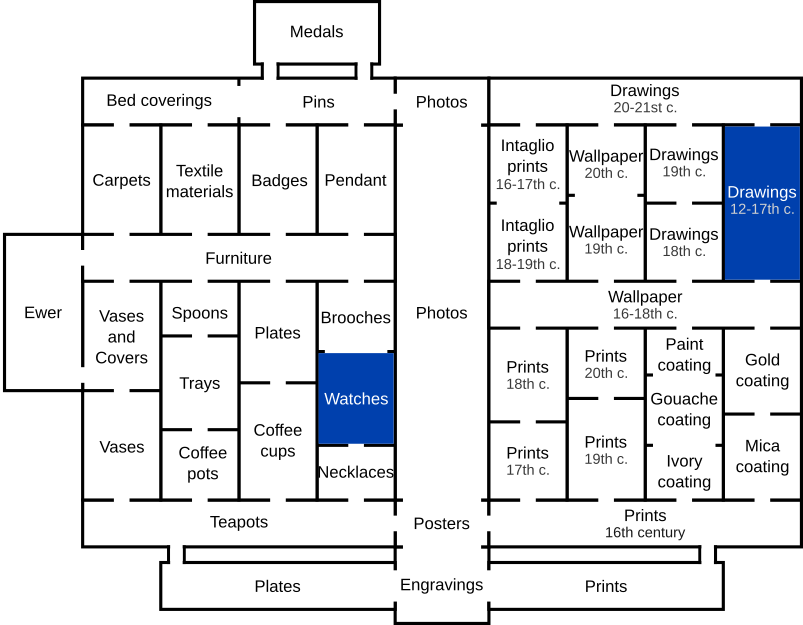 Medals
Bed coverings
Pins
Photos
Drawings
20-21st c.
Carpets
Textile
materials
Badges
Pendant
Intaglio
prints
16-17th c.
Wallpaper
20th c.
Drawings
19th c.
Drawings
12-17th c.
Intaglio
prints
18-19th c.
Wallpaper
19th c.
Drawings
18th c.
Furniture
Ewer
Vases
and
Covers
Spoons
Plates
Brooches
Photos
Wallpaper
16-18th c.
Trays
Watches
Prints
18th c.
Prints
20th c.
Paint
coating
Gold
coating
Gouache
coating
Vases
Coffee
pots
Coffee
cups
Necklaces
Prints
17th c.
Prints
19th c.
Ivory
coating
Mica
coating
Teapots
Posters
Prints
16th century
Plates
Engravings
Prints